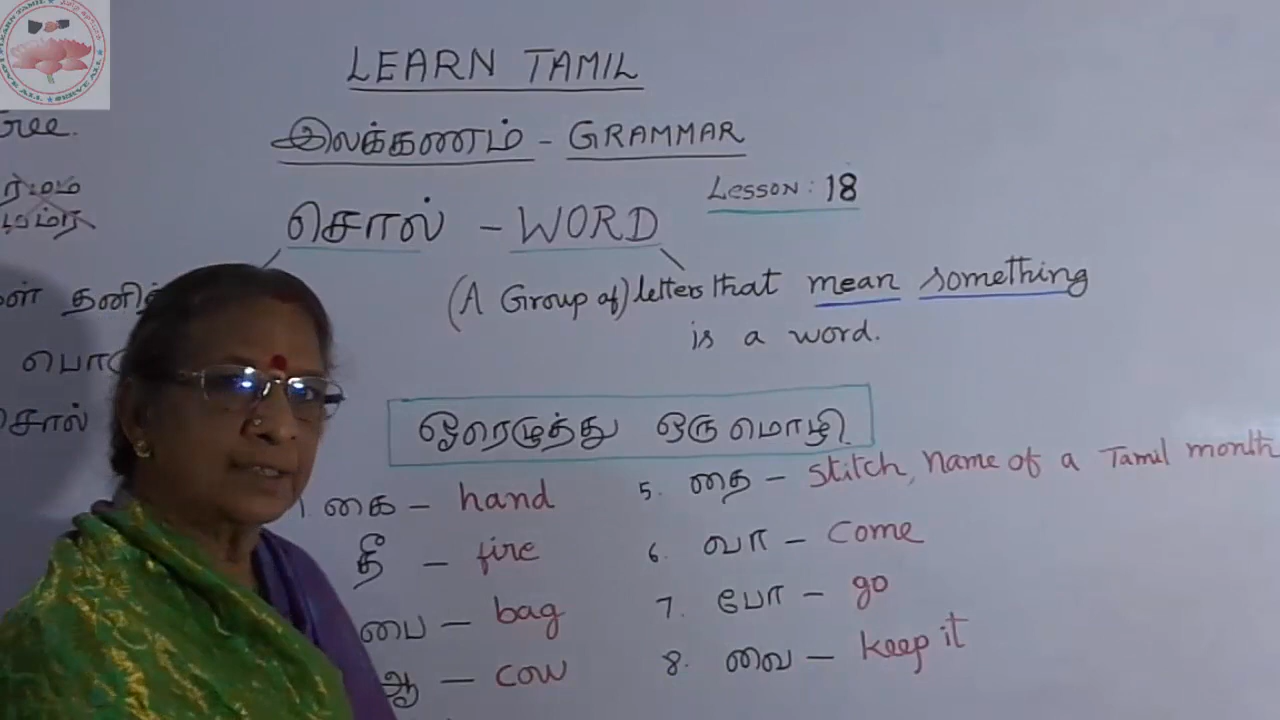 LEARN TAMIL
இலக்கணம் - GRAMMAR
Lesson: 18
சொல் - WORD
(A Group of) letters that mean something
is a word.
சொல்
ஓரெழுத்து ஒருமொழி
1. கை - hand
தீ - fire
பை - bag
ஆ - cow
5. தை - stitch, name of a Tamil month
6. வா - come
7. போ - go
8. வை - keep it